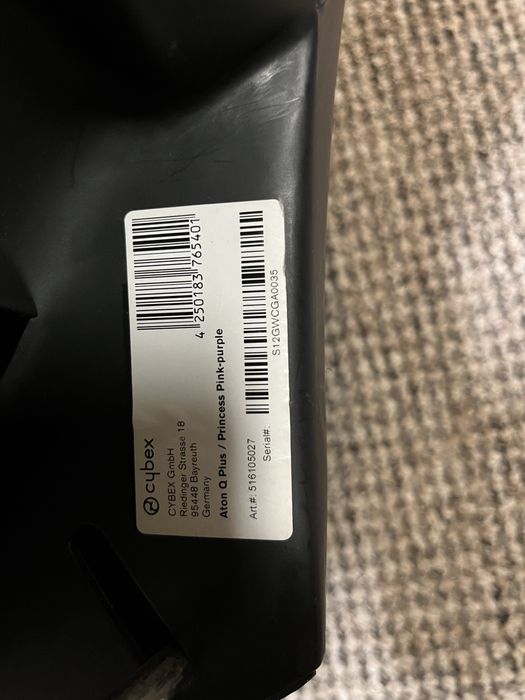 cybex
CYBEX GmbH
Riedinger Strasse 18
95448 Bayreuth
Germany
4 250183 765401
Aton Q Plus / Princess Pink-purple
Art.#: 516105027
Serial#.
S12GWCGA0035